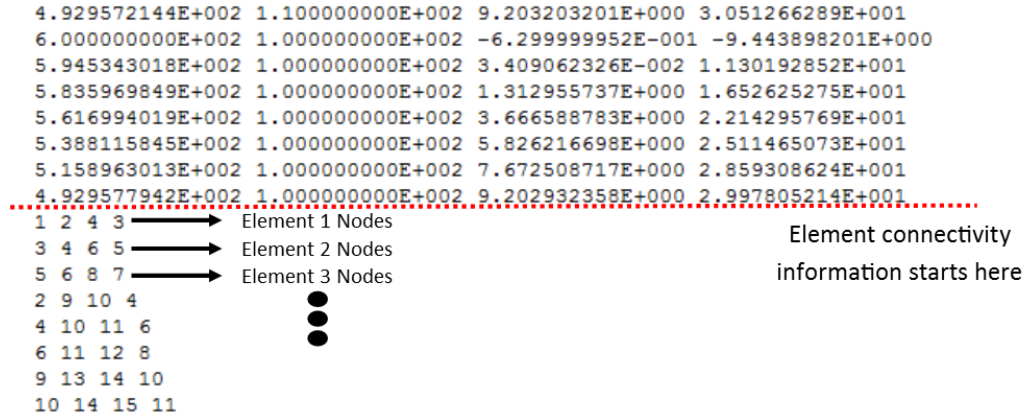 4.929572144E+002 1.100000000E+002 9.203203201E+000 3.051266289E+001
6.000000000E+002 1.000000000E+002 -6.299999952E-001 -9.443898201E+000
5.945343018E+002 1.000000000E+002 3.409062326E-002 1.130192852E+001
5.835969849E+002 1.000000000E+002 1.312955737E+000 1.652625275E+001
5.616994019E+002 1.000000000E+002 3.666588783E+000 2.214295769E+001
5.388115845E+002 1.000000000E+002 5.826216698E+000 2.511465073E+001
5.158963013E+002 1.000000000E+002 7.672508717E+000 2.859308624E+001
4.929577942E+002 1.000000000E+002 9.202932358E+000 2.997805214E+001
1 2 4 3 Element 1 Nodes
3 4 6 5 Element 2 Nodes
5 6 8 7 Element 3 Nodes
2 9 10 4
4 10 11 6
6 11 12 8
9 13 14 10
10 14 15 11
Element connectivity
information starts here